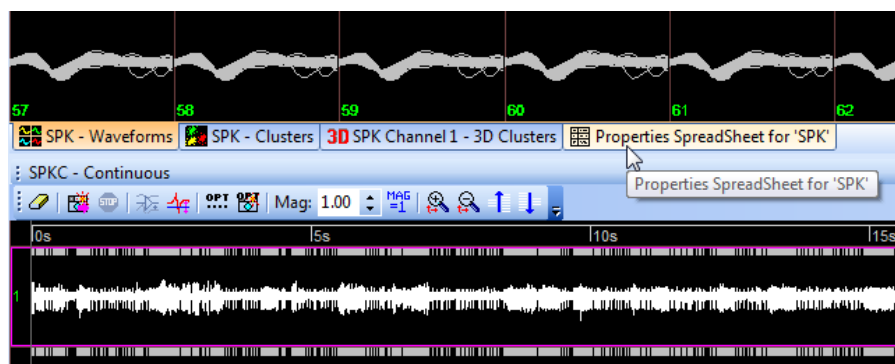 57 58 59 60 61 62
SPK - Waveforms SPK - Clusters 3D SPK Channel 1 - 3D Clusters Properties SpreadSheet for 'SPK'
SPKC - Continuous
Properties SpreadSheet for 'SPK'
STOP OPT OPT Mag: 1.00 MAG =1
0s 5s 10s 15s
1